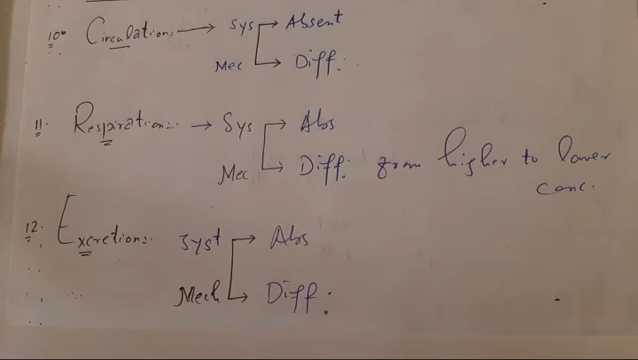 10. Circulation:- → Sys → Absent
Mec → Diff.
11. Respiration:- → Sys → Abs
Mec → Diff. from higher to lower
conc.
12. Excretion:- Syst → Abs
Mech → Diff.